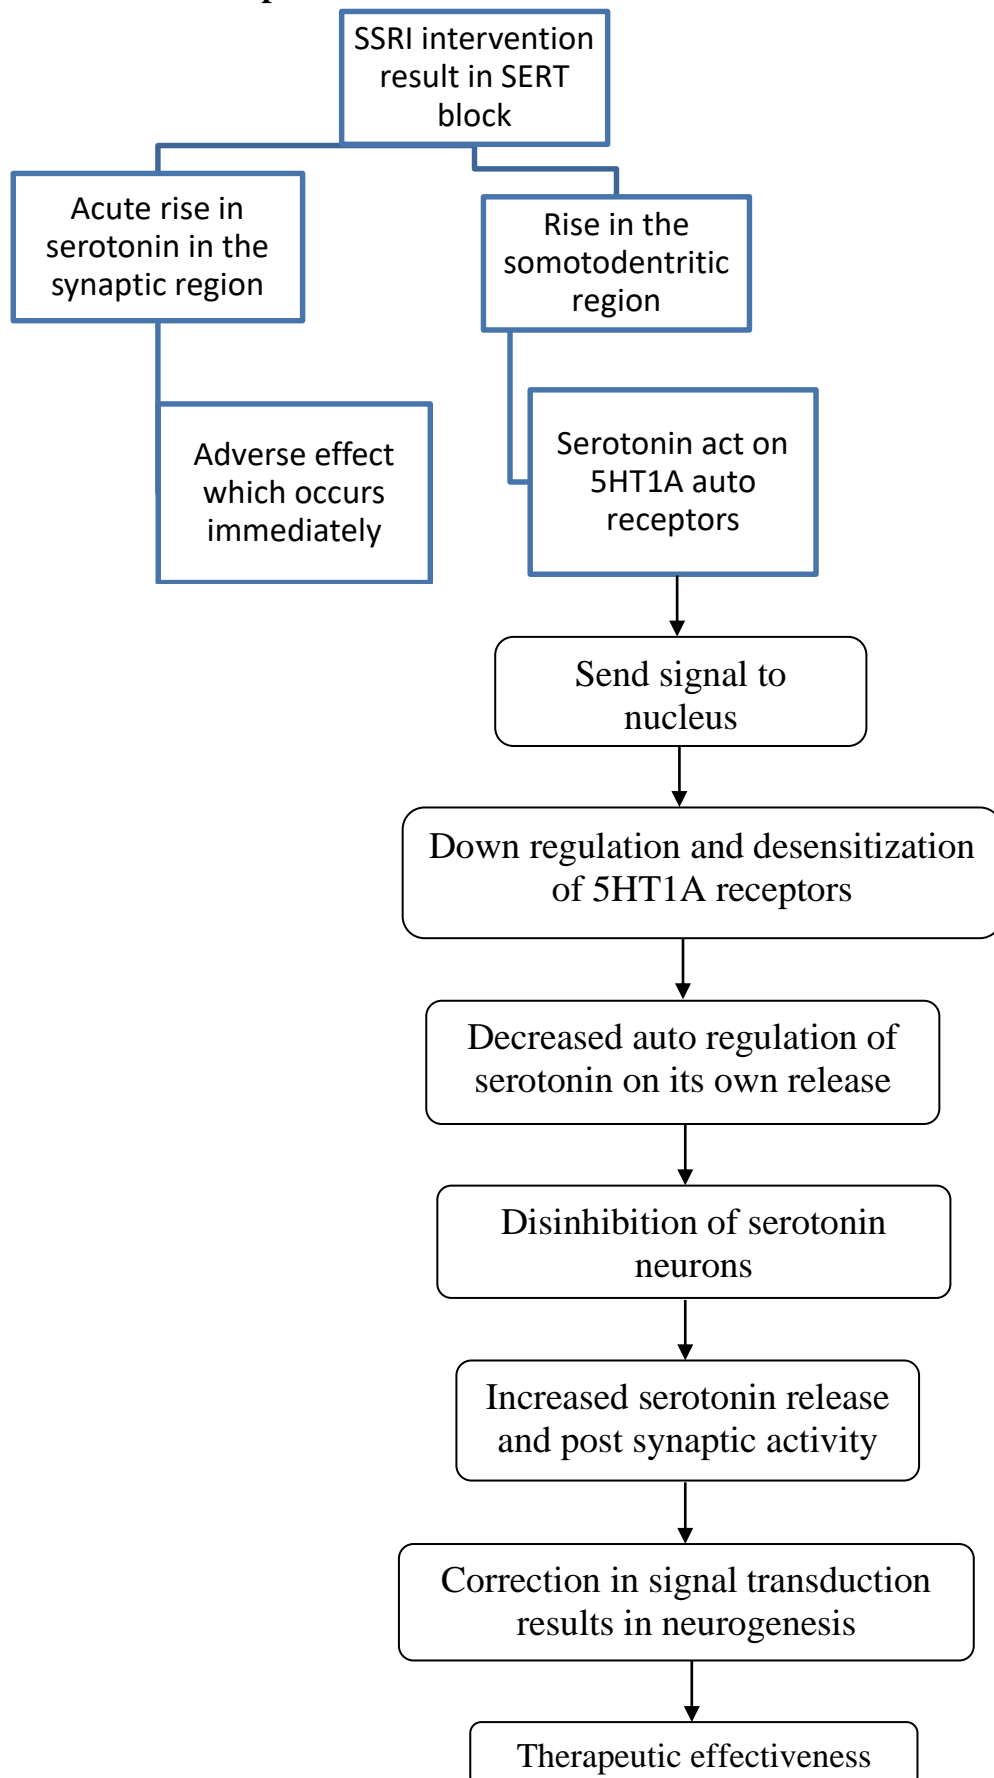 SSRI intervention
result in SERT
block
Acute rise in
serotonin in the
synaptic region
Rise in the
somotodentritic
region
Adverse effect
which occurs
immediately
Serotonin act on
5HT1A auto
receptors
Send signal to
nucleus
Down regulation and desensitization
of 5HT1A receptors
Decreased auto regulation of
serotonin on its own release
Disinhibition of serotonin
neurons
Increased serotonin release
and post synaptic activity
Correction in signal transduction
results in neurogenesis
Therapeutic effectiveness